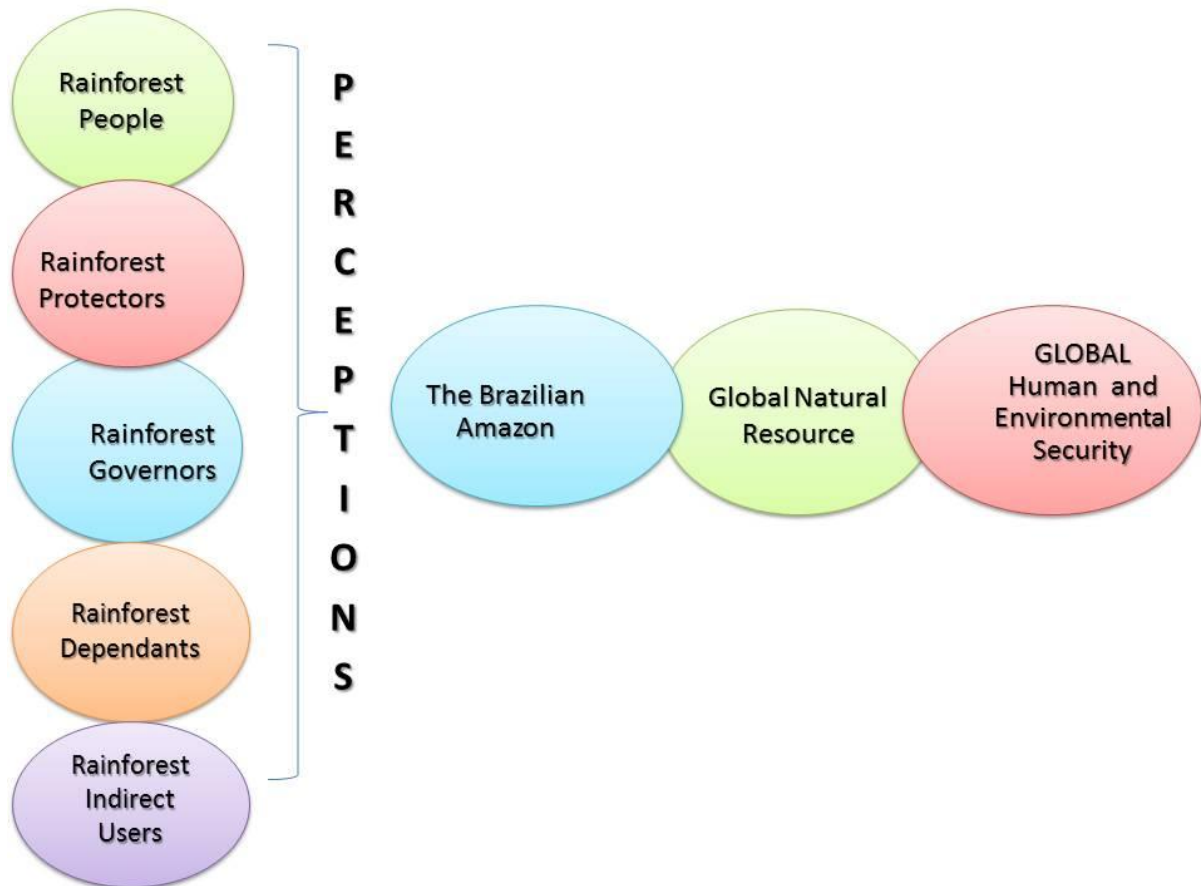 Rainforest
People
Rainforest
Protectors
Rainforest
Governors
Rainforest
Dependants
Rainforest
Indirect
Users
PERCEPTIONS
The Brazilian
Amazon
Global Natural
Resource
GLOBAL
Human and
Environmental
Security